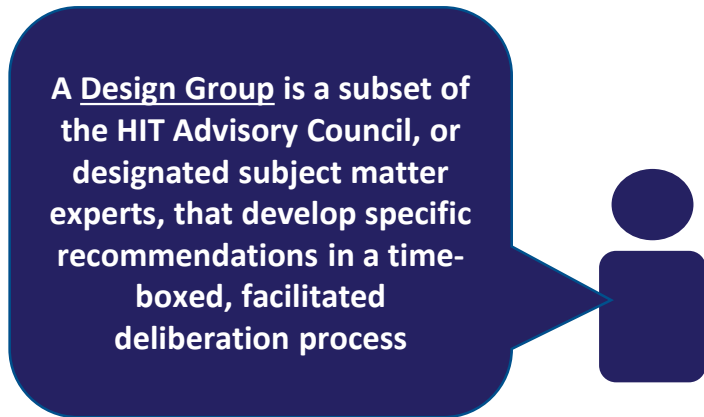 A Design Group is a subset of
the HIT Advisory Council, or
designated subject matter
experts, that develop specific
recommendations in a time-
boxed, facilitated
deliberation process